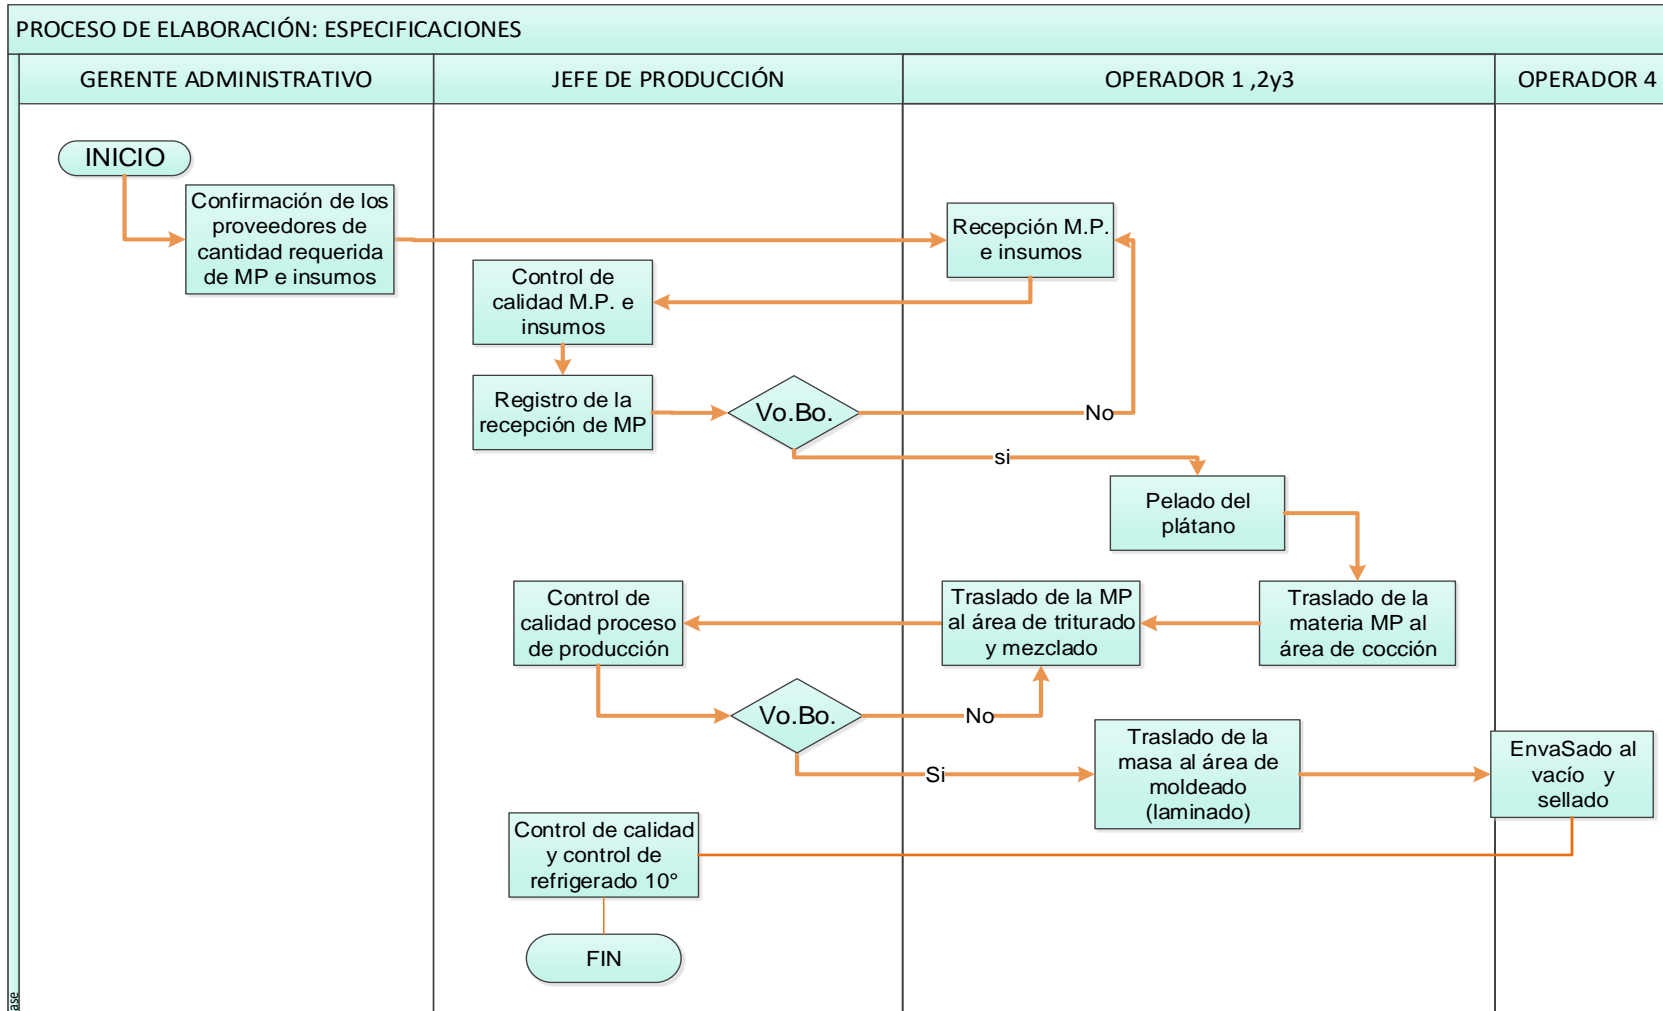 PROCESO DE ELABORACIÓN: ESPECIFICACIONES
GERENTE ADMINISTRATIVO
JEFE DE PRODUCCIÓN
OPERADOR 1 ,2y3
OPERADOR 4
INICIO
Confirmación de los
proveedores de
cantidad requerida
de MP e insumos
Recepción M.P.
e insumos
Control de
calidad M.P. e
insumos
Registro de la
recepción de MP
Vo.Bo.
No
si
Pelado del
plátano
Traslado de la
materia MP al
área de cocción
Traslado de la MP
al área de triturado
y mezclado
Control de
calidad proceso
de producción
Vo.Bo.
No
Si
Traslado de la
masa al área de
moldeado
(laminado)
EnvaSado al
vacío y
sellado
Control de calidad
y control de
refrigerado 10°
FIN
ase